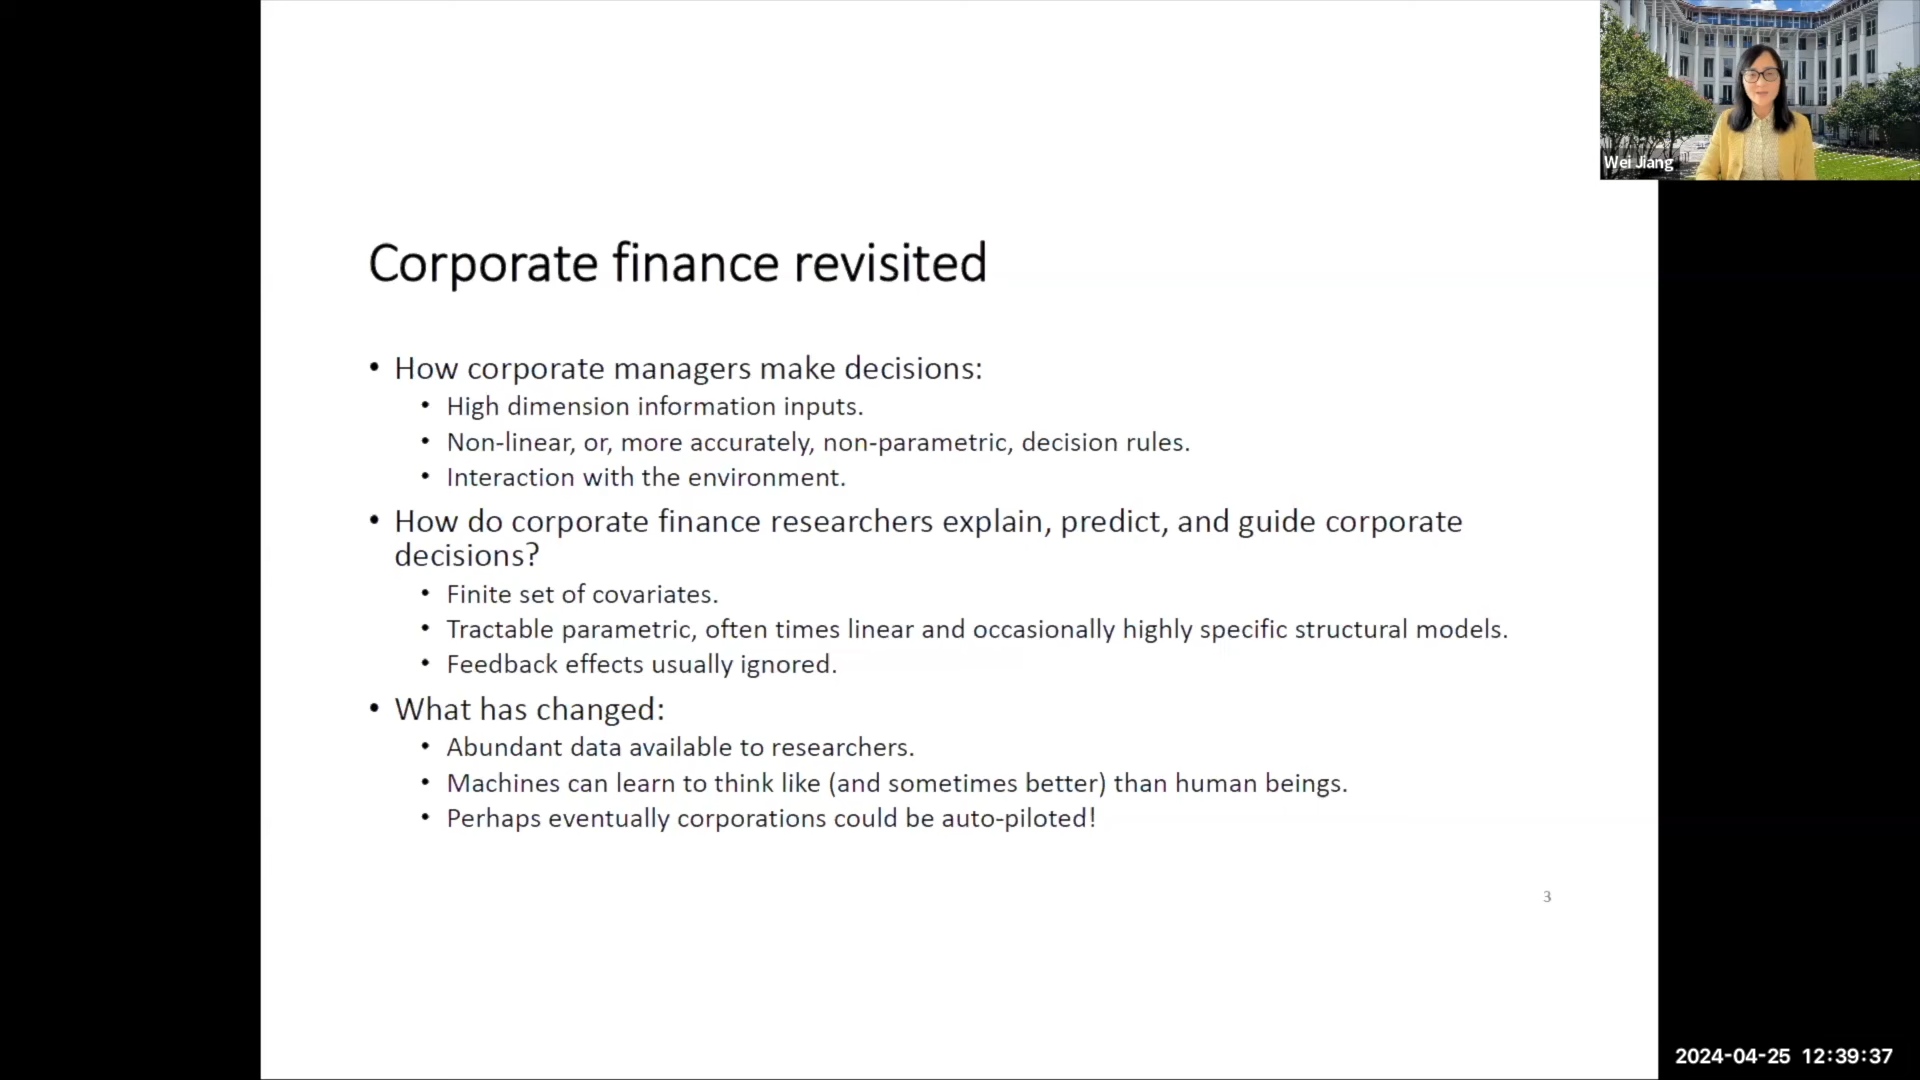 Wei Jiang
Corporate finance revisited
• How corporate managers make decisions:
• High dimension information inputs.
• Non-linear, or, more accurately, non-parametric, decision rules.
• Interaction with the environment.
• How do corporate finance researchers explain, predict, and guide corporate
decisions?
• Finite set of covariates.
• Tractable parametric, often times linear and occasionally highly specific structural models.
• Feedback effects usually ignored.
• What has changed:
• Abundant data available to researchers.
• Machines can learn to think like (and sometimes better) than human beings.
• Perhaps eventually corporations could be auto-piloted!
3
2024-04-25 12:39:37